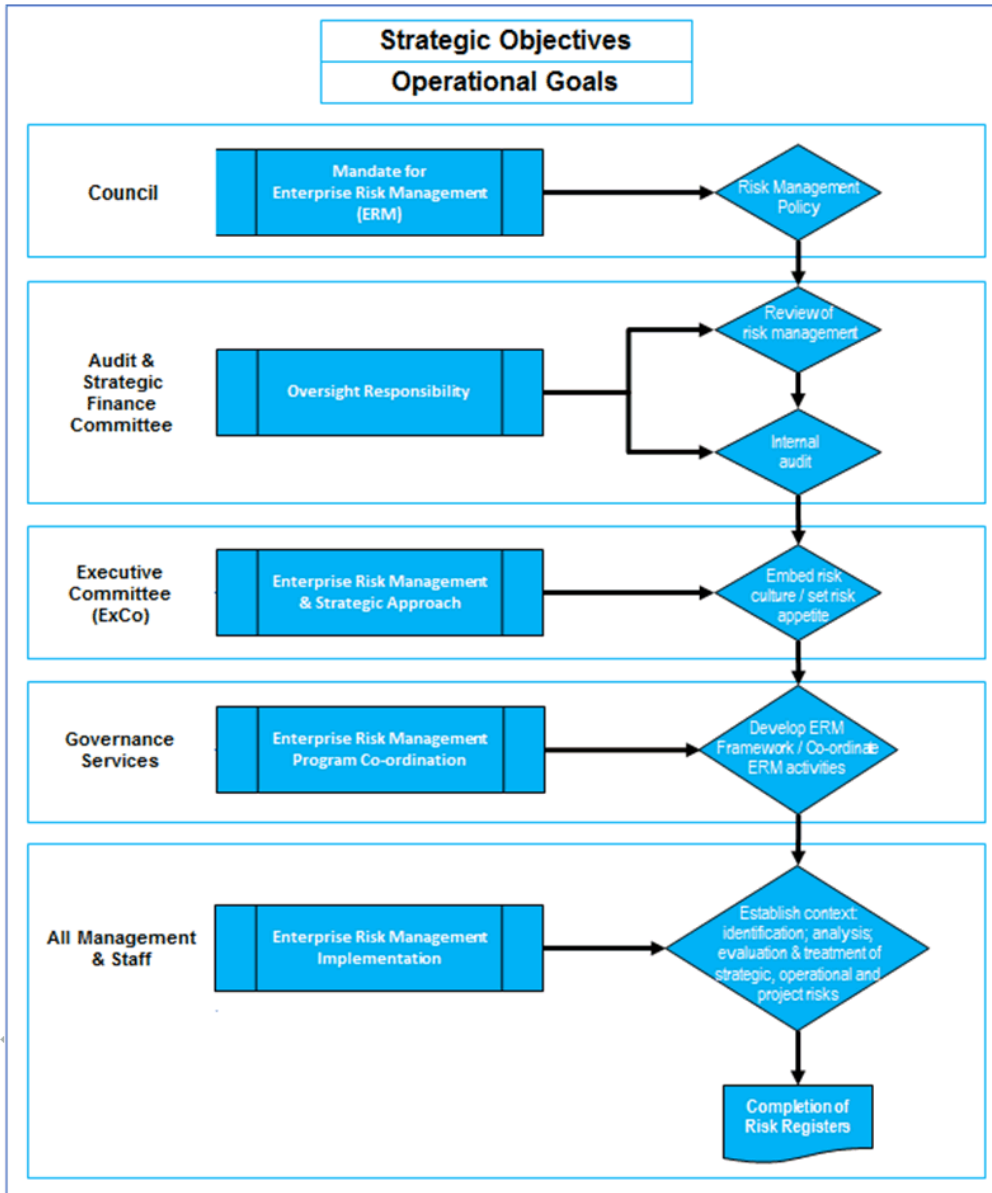 Strategic Objectives
Operational Goals
Council
Mandate for
Enterprise Risk Management
(ERM)
Risk Management
Policy
Audit &
Strategic
Finance
Committee
Oversight Responsibility
Review of
risk management
Internal
audit
Executive
Committee
(ExCo)
Enterprise Risk Management
& Strategic Approach
Embed risk
culture / set risk
appetite
Governance
Services
Enterprise Risk Management
Program Co-ordination
Develop ERM
Framework / Co-ordinate
ERM activities
All Management
& Staff
Enterprise Risk Management
Implementation
Establish context:
identification; analysis;
evaluation & treatment of
strategic, operational and
project risks
Completion of
Risk Registers